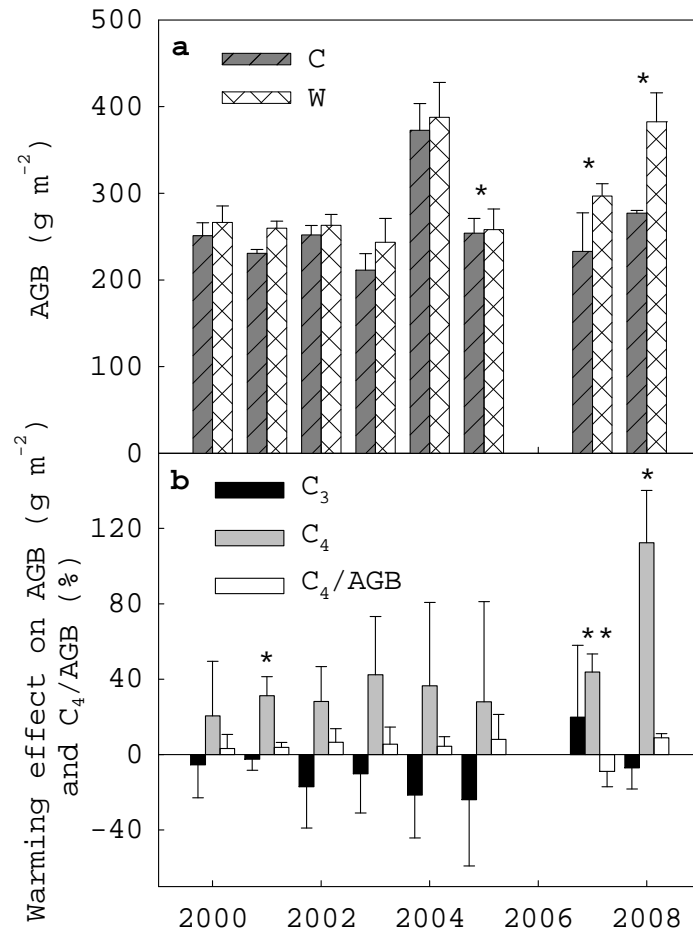 a
C
W
AGB (g m⁻²)
500
400
300
200
100
0
*
*
*
b
C₃
C₄
C₄/AGB
Warming effect on AGB (g m⁻²)
and C₄/AGB (%)
120
80
40
0
-40
*
* *
*
2000 2002 2004 2006 2008